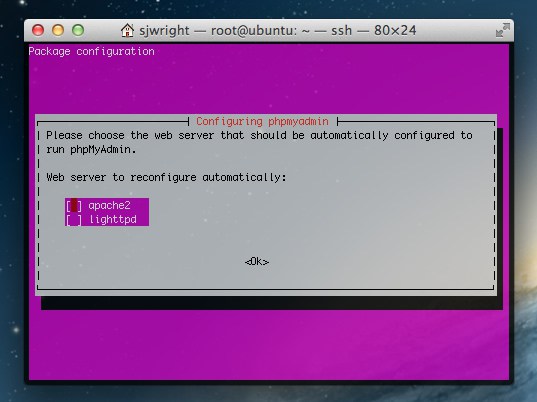 sjwright — root@ubuntu: ~ — ssh — 80×24
Package configuration
Configuring phpmyadmin
Please choose the web server that should be automatically configured to
run phpMyAdmin.
Web server to reconfigure automatically:
[ ] apache2
[ ] lighttpd
<Ok>